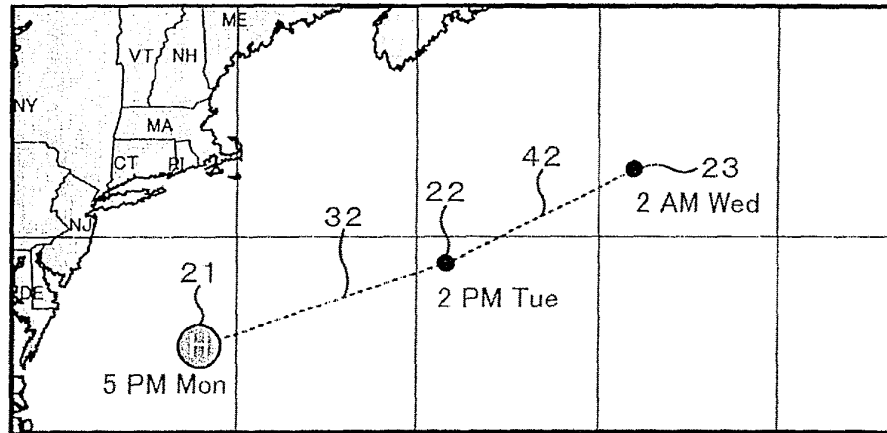 ME
VT
NH
NY
MA
CT
RI
42
23
22
2 AM Wed
32
NJ
21
DE
2 PM Tue
H
5 PM Mon